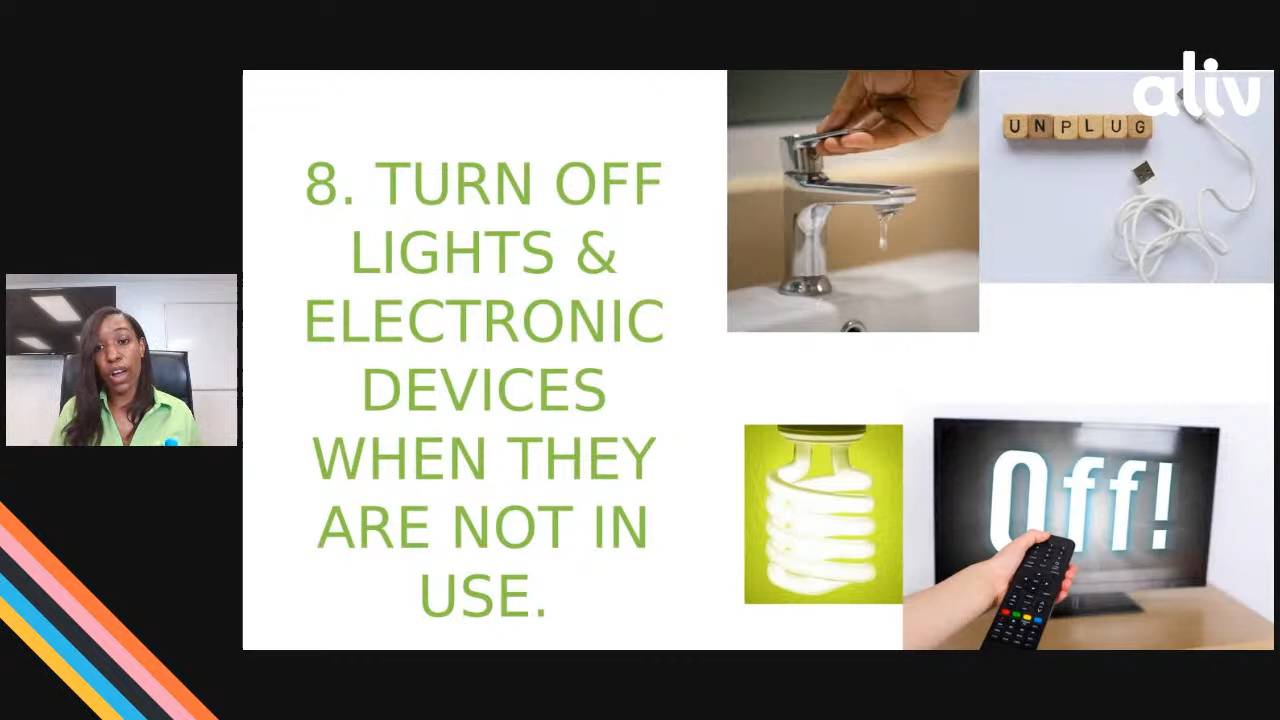 aliv
8. TURN OFF
LIGHTS &
ELECTRONIC
DEVICES
WHEN THEY
ARE NOT IN
USE.
UNPLUG
Off!